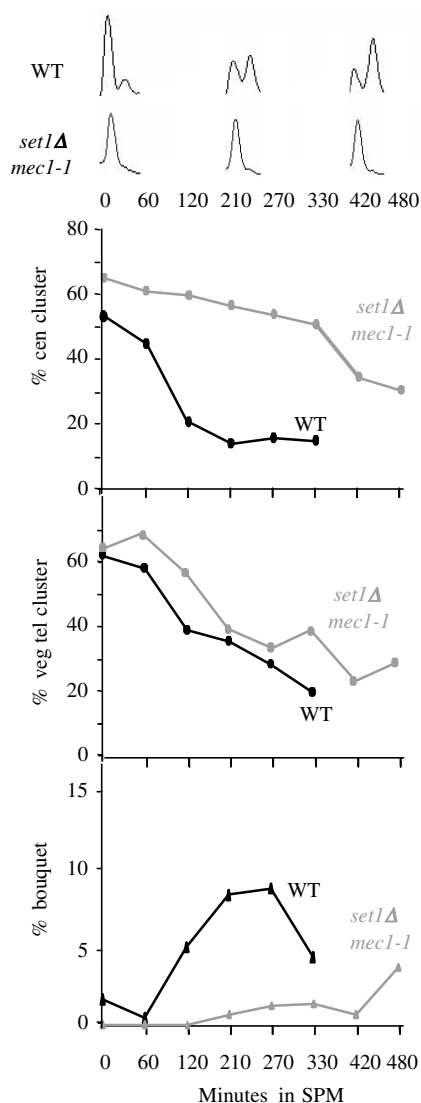 WT
set1Δ
mec1-1
0 60 120 210 270 330 420 480
80
60
40
20
0
% cen cluster
set1Δ
mec1-1
WT
60
40
20
0
% veg tel cluster
set1Δ
mec1-1
WT
15
10
5
0
% bouquet
WT
set1Δ
mec1-1
0 60 120 210 270 330 420 480
Minutes in SPM